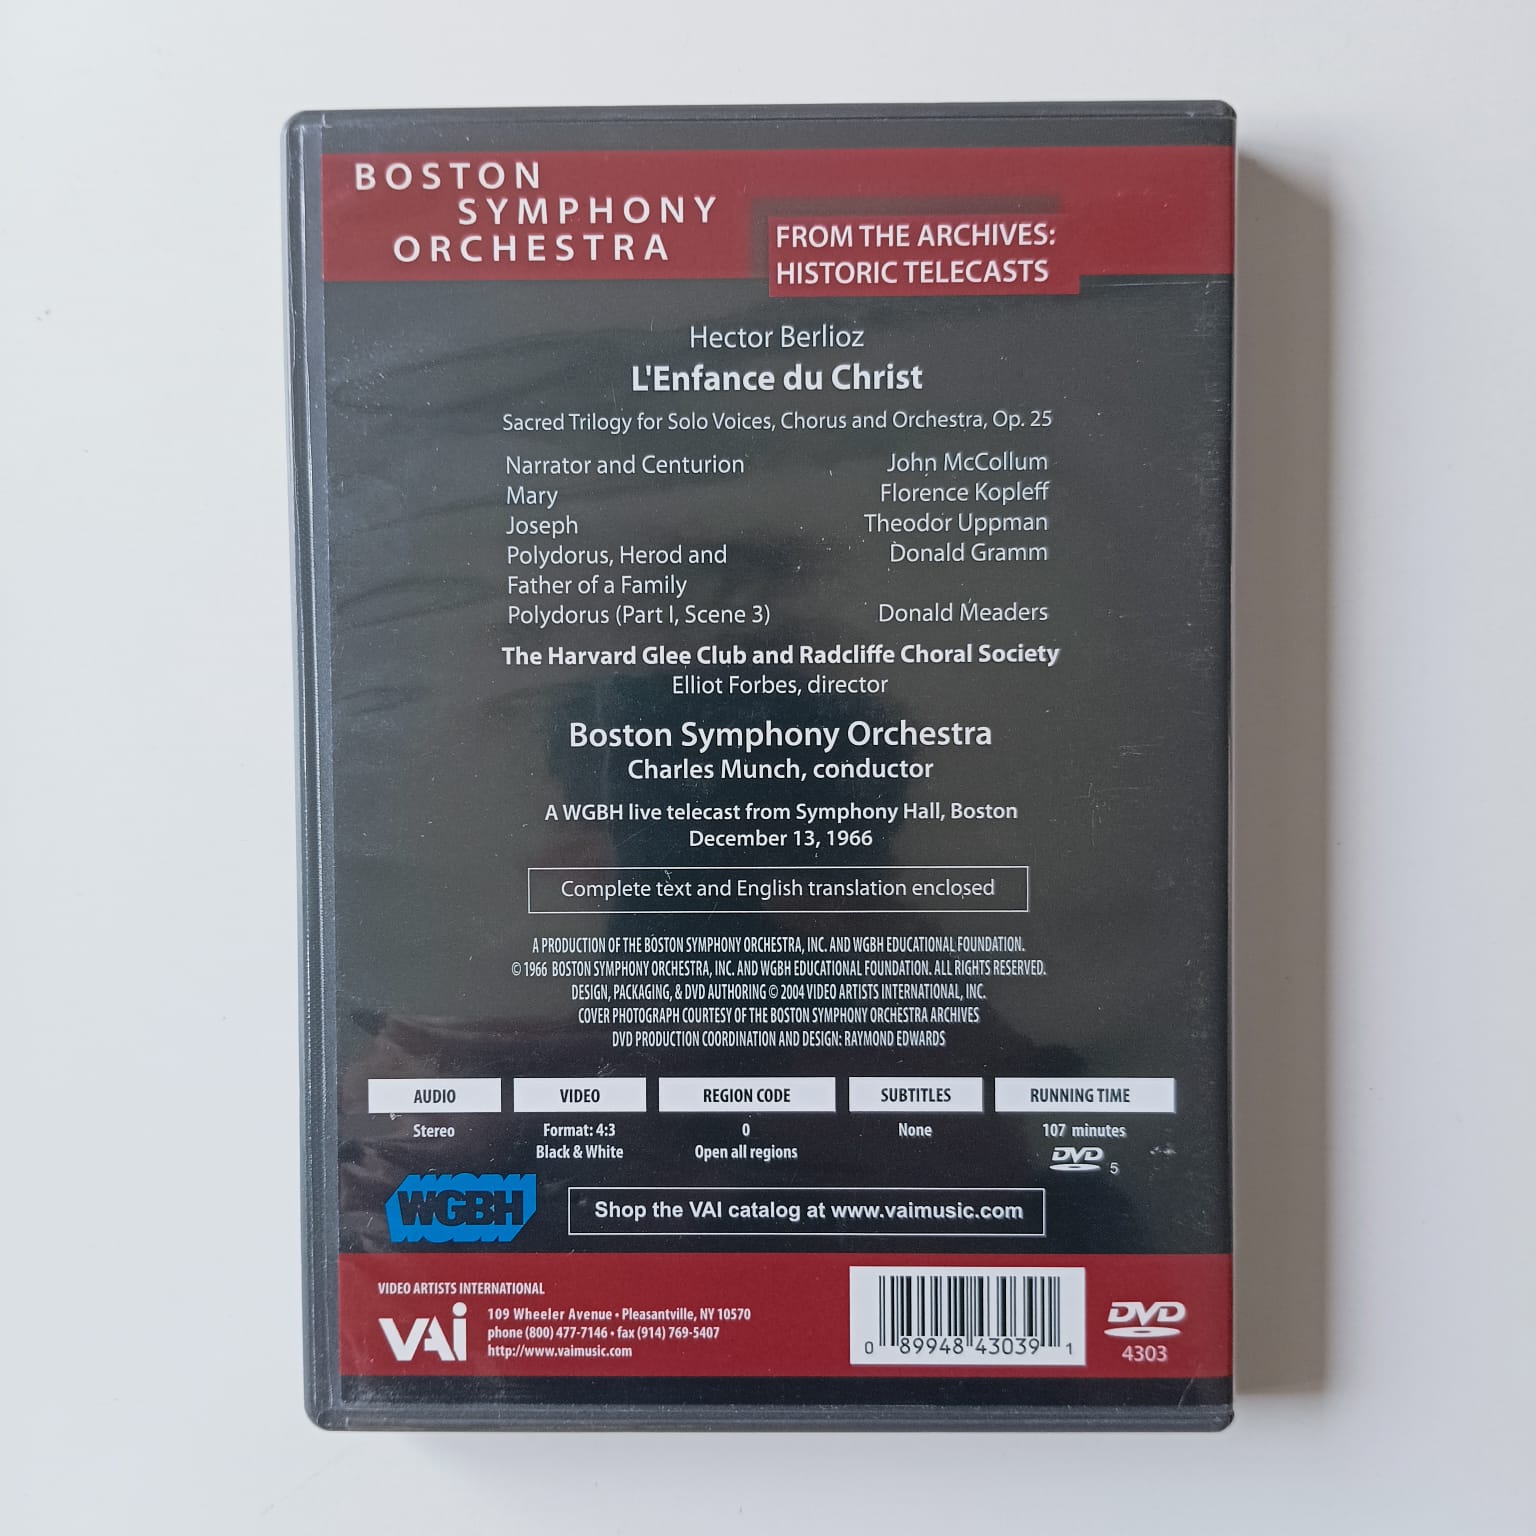 BOSTON
SYMPHONY
ORCHESTRA
FROM THE ARCHIVES:
HISTORIC TELECASTS
Hector Berlioz
L'Enfance du Christ
Sacred Trilogy for Solo Voices, Chorus and Orchestra, Op. 25
Narrator and Centurion John McCollum
Mary Florence Kopleff
Joseph Theodor Uppman
Polydorus, Herod and Donald Gramm
Father of a Family
Polydorus (Part I, Scene 3) Donald Meaders
The Harvard Glee Club and Radcliffe Choral Society
Elliot Forbes, director
Boston Symphony Orchestra
Charles Munch, conductor
A WGBH live telecast from Symphony Hall, Boston
December 13, 1966
Complete text and English translation enclosed
A PRODUCTION OF THE BOSTON SYMPHONY ORCHESTRA, INC. AND WGBH EDUCATIONAL FOUNDATION.
© 1966 BOSTON SYMPHONY ORCHESTRA, INC. AND WGBH EDUCATIONAL FOUNDATION. ALL RIGHTS RESERVED.
DESIGN, PACKAGING, & DVD AUTHORING © 2004 VIDEO ARTISTS INTERNATIONAL, INC.
COVER PHOTOGRAPH COURTESY OF THE BOSTON SYMPHONY ORCHESTRA ARCHIVES
DVD PRODUCTION COORDINATION AND DESIGN: RAYMOND EDWARDS
AUDIO VIDEO REGION CODE SUBTITLES RUNNING TIME
Stereo Format: 4:3 0 None 107 minutes
Black & White Open all regions
DVD 5
WGBH
Shop the VAI catalog at www.vaimusic.com
VIDEO ARTISTS INTERNATIONAL
VAI
109 Wheeler Avenue • Pleasantville, NY 10570
phone (800) 477-7146 • fax (914) 769-5407
http://www.vaimusic.com
0 89948 43039 1
DVD
4303